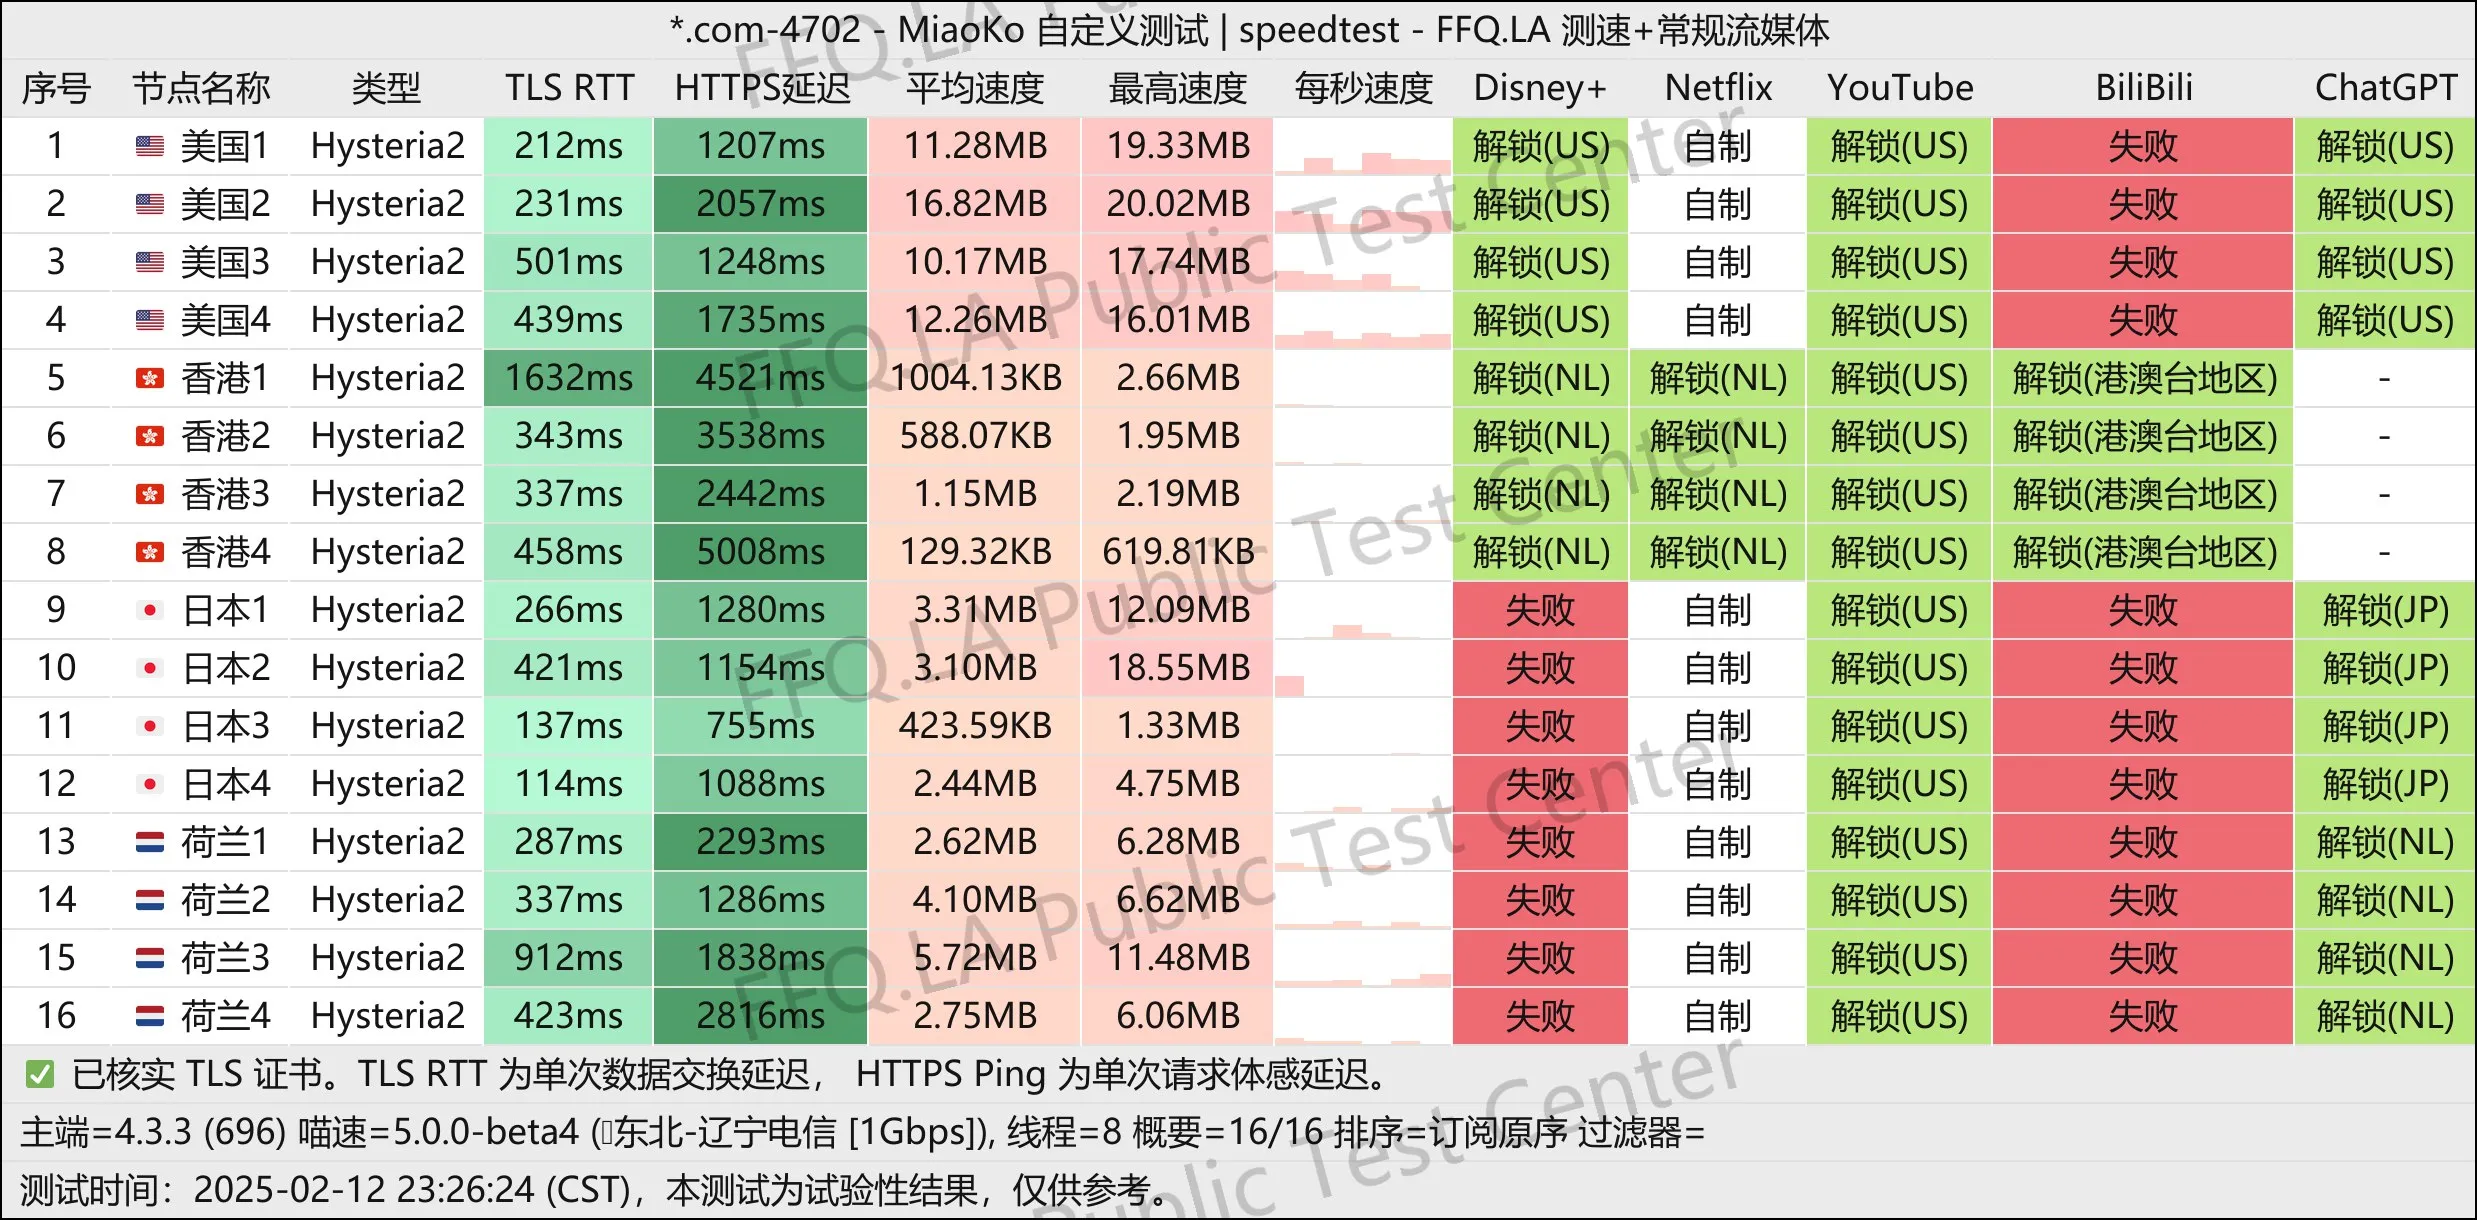 *.com-4702 - MiaoKo 自定义测试 | speedtest - FFQ.LA 测速+常规流媒体
序号 节点名称 类型 TLS RTT HTTPS延迟 平均速度 最高速度 每秒速度 Disney+ Netflix YouTube BiliBili ChatGPT
1 美国1 Hysteria2 212ms 1207ms 11.28MB 19.33MB 解锁(US) 自制 解锁(US) 失败 解锁(US)
2 美国2 Hysteria2 231ms 2057ms 16.82MB 20.02MB 解锁(US) 自制 解锁(US) 失败 解锁(US)
3 美国3 Hysteria2 501ms 1248ms 10.17MB 17.74MB 解锁(US) 自制 解锁(US) 失败 解锁(US)
4 美国4 Hysteria2 439ms 1735ms 12.26MB 16.01MB 解锁(US) 自制 解锁(US) 失败 解锁(US)
5 香港1 Hysteria2 1632ms 4521ms 1004.13KB 2.66MB 解锁(NL) 解锁(NL) 解锁(US) 解锁(港澳台地区) -
6 香港2 Hysteria2 343ms 3538ms 588.07KB 1.95MB 解锁(NL) 解锁(NL) 解锁(US) 解锁(港澳台地区) -
7 香港3 Hysteria2 337ms 2442ms 1.15MB 2.19MB 解锁(NL) 解锁(NL) 解锁(US) 解锁(港澳台地区) -
8 香港4 Hysteria2 458ms 5008ms 129.32KB 619.81KB 解锁(NL) 解锁(NL) 解锁(US) 解锁(港澳台地区) -
9 日本1 Hysteria2 266ms 1280ms 3.31MB 12.09MB 失败 自制 解锁(US) 失败 解锁(JP)
10 日本2 Hysteria2 421ms 1154ms 3.10MB 18.55MB 失败 自制 解锁(US) 失败 解锁(JP)
11 日本3 Hysteria2 137ms 755ms 423.59KB 1.33MB 失败 自制 解锁(US) 失败 解锁(JP)
12 日本4 Hysteria2 114ms 1088ms 2.44MB 4.75MB 失败 自制 解锁(US) 失败 解锁(JP)
13 荷兰1 Hysteria2 287ms 2293ms 2.62MB 6.28MB 失败 自制 解锁(US) 失败 解锁(NL)
14 荷兰2 Hysteria2 337ms 1286ms 4.10MB 6.62MB 失败 自制 解锁(US) 失败 解锁(NL)
15 荷兰3 Hysteria2 912ms 1838ms 5.72MB 11.48MB 失败 自制 解锁(US) 失败 解锁(NL)
16 荷兰4 Hysteria2 423ms 2816ms 2.75MB 6.06MB 失败 自制 解锁(US) 失败 解锁(NL)
✅ 已核实 TLS 证书。TLS RTT 为单次数据交换延迟， HTTPS Ping 为单次请求体感延迟。
主端=4.3.3 (696) 喵速=5.0.0-beta4 (东北-辽宁电信 [1Gbps]), 线程=8 概要=16/16 排序=订阅原序 过滤器=
测试时间：2025-02-12 23:26:24 (CST)，本测试为试验性结果，仅供参考。
FFQ.LA Public Test Center
FFQ.LA Public Test Center
FFQ.LA Public Test Center
FFQ.LA Public Test Center